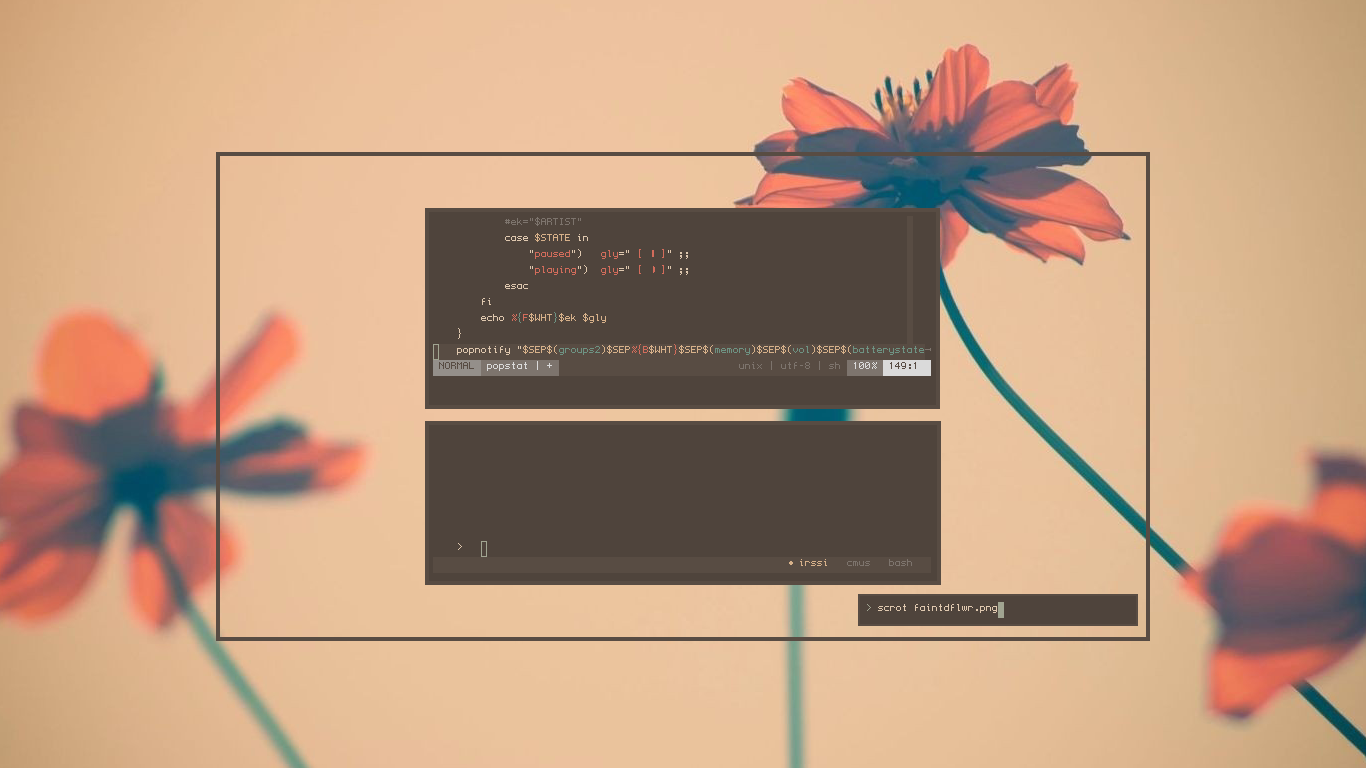 #ek="$ARTIST"
case $STATE in
"paused") gly=" [ ]" ;;
"playing") gly=" [ ]" ;;
esac
fi
echo %{F$WHT}$ek $gly
}
popnotify "$SEP$(groups2)$SEP%{B$WHT}$SEP$(memory)$SEP$(vol)$SEP$(batterystate→
NORMAL popstat | + unix | utf-8 | sh 100% 149:1
>
• irssi cmus bash
> scrot faintdflwr.png